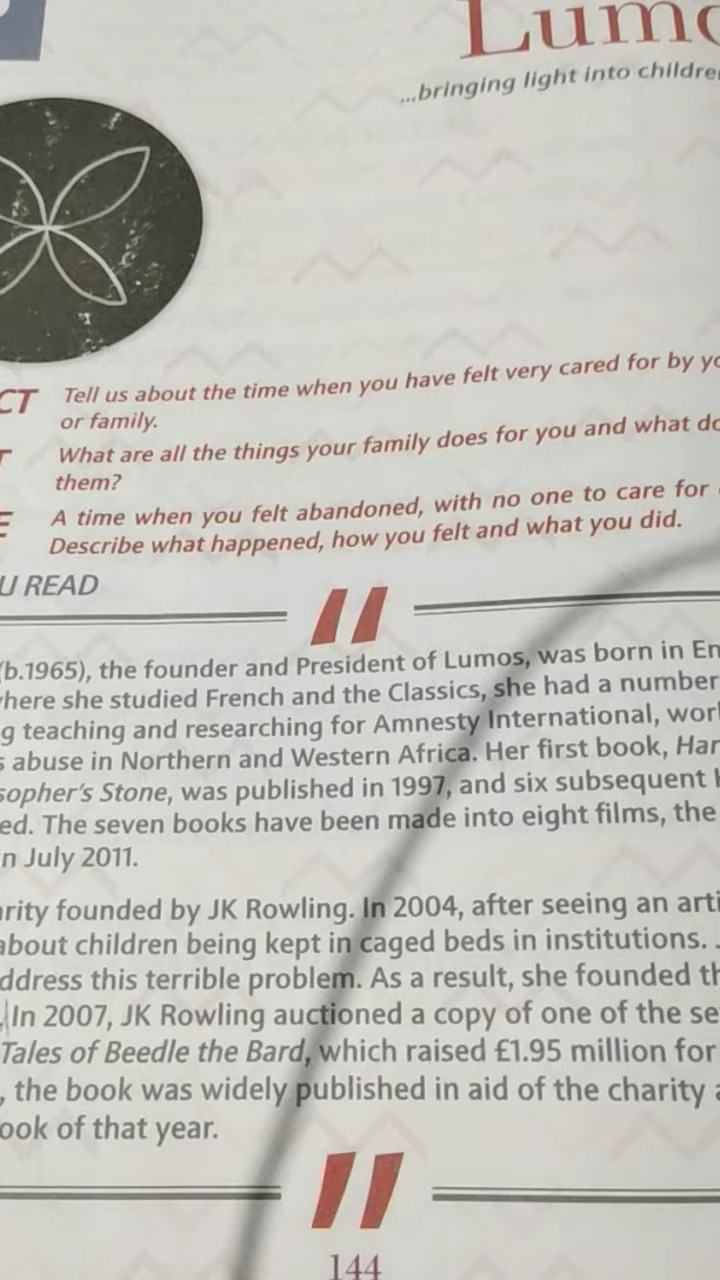 Lumo
...bringing light into childre
CT Tell us about the time when you have felt very cared for by yo
or family.
T What are all the things your family does for you and what do
them?
E A time when you felt abandoned, with no one to care for
Describe what happened, how you felt and what you did.
U READ
(b.1965), the founder and President of Lumos, was born in En
where she studied French and the Classics, she had a number
g teaching and researching for Amnesty International, worl
s abuse in Northern and Western Africa. Her first book, Har
sopher's Stone, was published in 1997, and six subsequent H
ed. The seven books have been made into eight films, the
n July 2011.
arity founded by JK Rowling. In 2004, after seeing an arti
about children being kept in caged beds in institutions.
ddress this terrible problem. As a result, she founded th
. In 2007, JK Rowling auctioned a copy of one of the se
Tales of Beedle the Bard, which raised £1.95 million for
, the book was widely published in aid of the charity a
ook of that year.
144